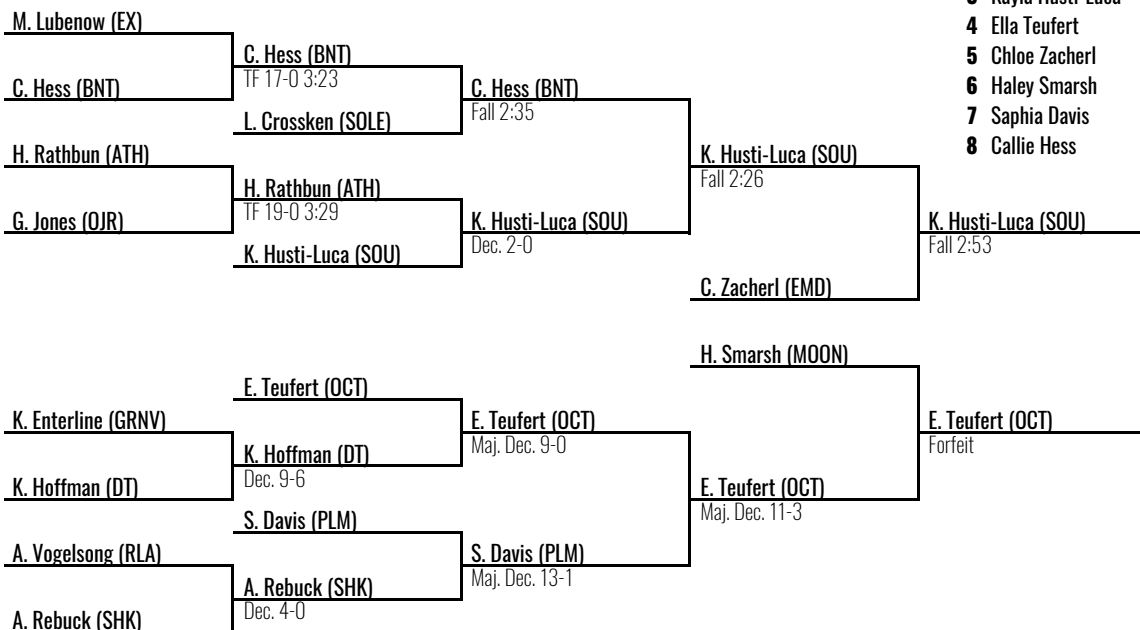 3 Kayla Husti-Luca
4 Ella Teufert
5 Chloe Zacherl
6 Haley Smarsh
7 Saphia Davis
8 Callie Hess
M. Lubenow (EX)
C. Hess (BNT)
C. Hess (BNT)
TF 17-0 3:23
L. Crossken (SOLE)
C. Hess (BNT)
Fall 2:35
H. Rathbun (ATH)
G. Jones (OJR)
H. Rathbun (ATH)
TF 19-0 3:29
K. Husti-Luca (SOU)
K. Husti-Luca (SOU)
Dec. 2-0
K. Husti-Luca (SOU)
Fall 2:26
C. Zacherl (EMD)
K. Husti-Luca (SOU)
Fall 2:53
H. Smarsh (MOON)
E. Teufert (OCT)
K. Enterline (GRNV)
K. Hoffman (DT)
K. Hoffman (DT)
Dec. 9-6
E. Teufert (OCT)
Maj. Dec. 9-0
S. Davis (PLM)
A. Vogelsong (RLA)
A. Rebuck (SHK)
A. Rebuck (SHK)
Dec. 4-0
S. Davis (PLM)
Maj. Dec. 13-1
E. Teufert (OCT)
Maj. Dec. 11-3
E. Teufert (OCT)
Forfeit